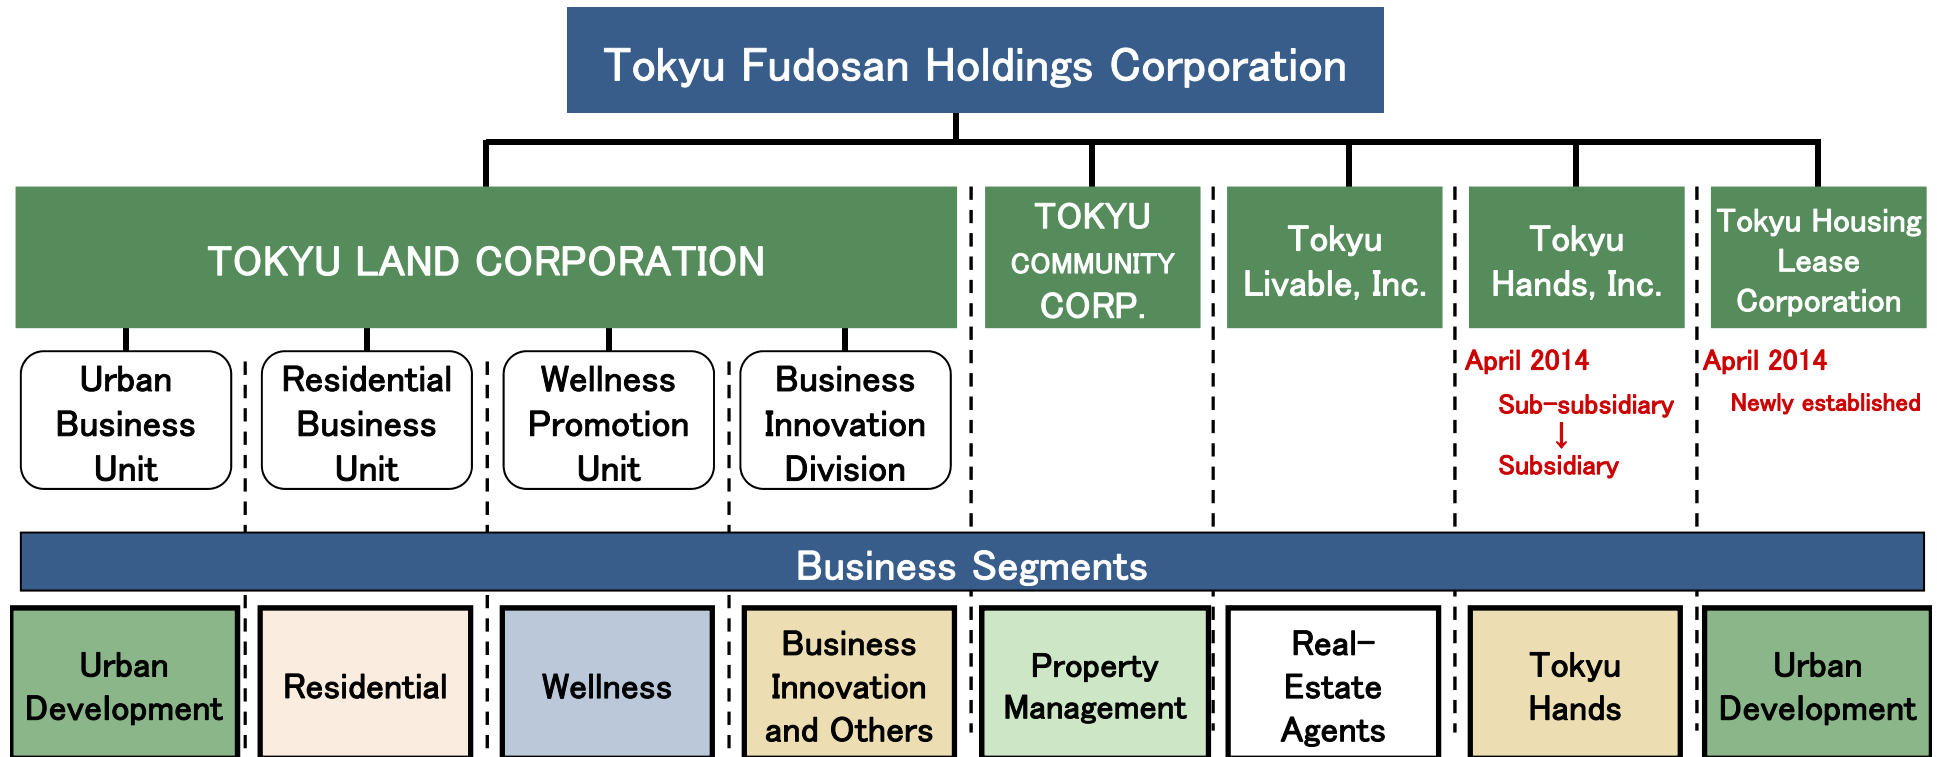 Tokyu Fudosan Holdings Corporation
TOKYU LAND CORPORATION
TOKYU
COMMUNITY
CORP.
Tokyu
Livable, Inc.
Tokyu
Hands, Inc.
Tokyu Housing
Lease
Corporation
Urban
Business
Unit
Residential
Business
Unit
Wellness
Promotion
Unit
Business
Innovation
Division
April 2014
Sub-subsidiary
↓
Subsidiary
April 2014
Newly established
Business Segments
Urban
Development
Residential
Wellness
Business
Innovation
and Others
Property
Management
Real-
Estate
Agents
Tokyu
Hands
Urban
Development